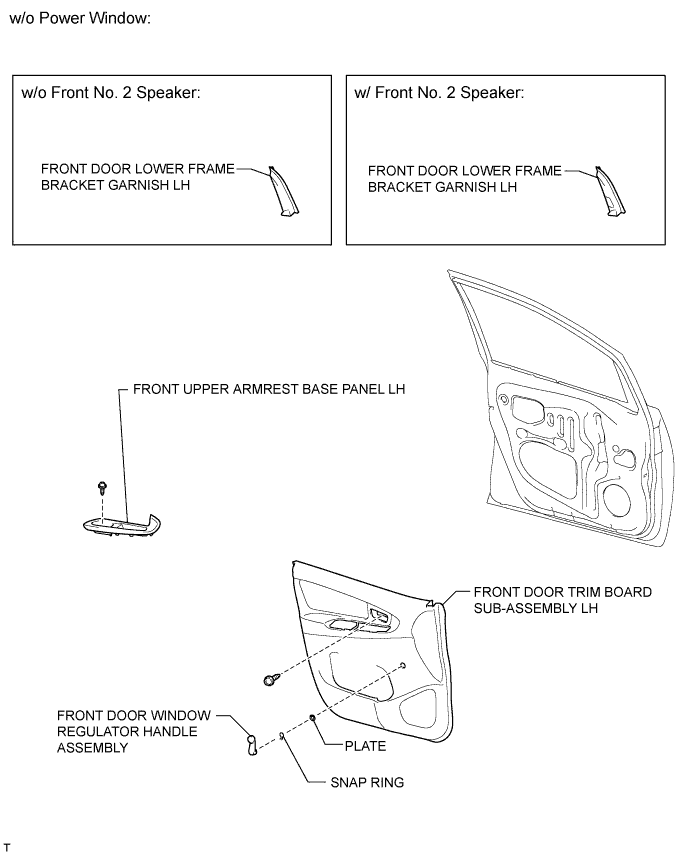 w/o Power Window:
w/o Front No. 2 Speaker:
FRONT DOOR LOWER FRAME
BRACKET GARNISH LH
w/ Front No. 2 Speaker:
FRONT DOOR LOWER FRAME
BRACKET GARNISH LH
FRONT UPPER ARMREST BASE PANEL LH
FRONT DOOR TRIM BOARD
SUB-ASSEMBLY LH
FRONT DOOR WINDOW
REGULATOR HANDLE
ASSEMBLY
PLATE
SNAP RING
T